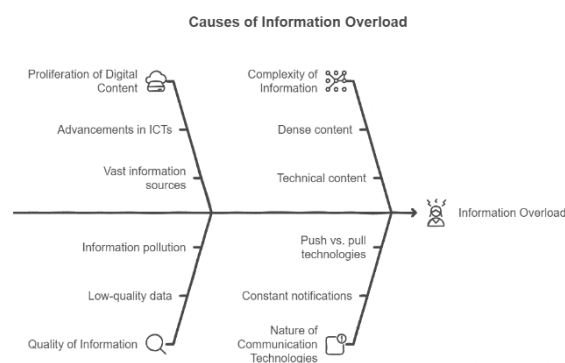 Causes of Information Overload
Proliferation of Digital
Content
Advancements in ICTs
Vast information
sources
Complexity of
Information
Dense content
Technical content
Information Overload
Information pollution
Low-quality data
Quality of Information
Push vs. pull
technologies
Constant notifications
Nature of
Communication
Technologies